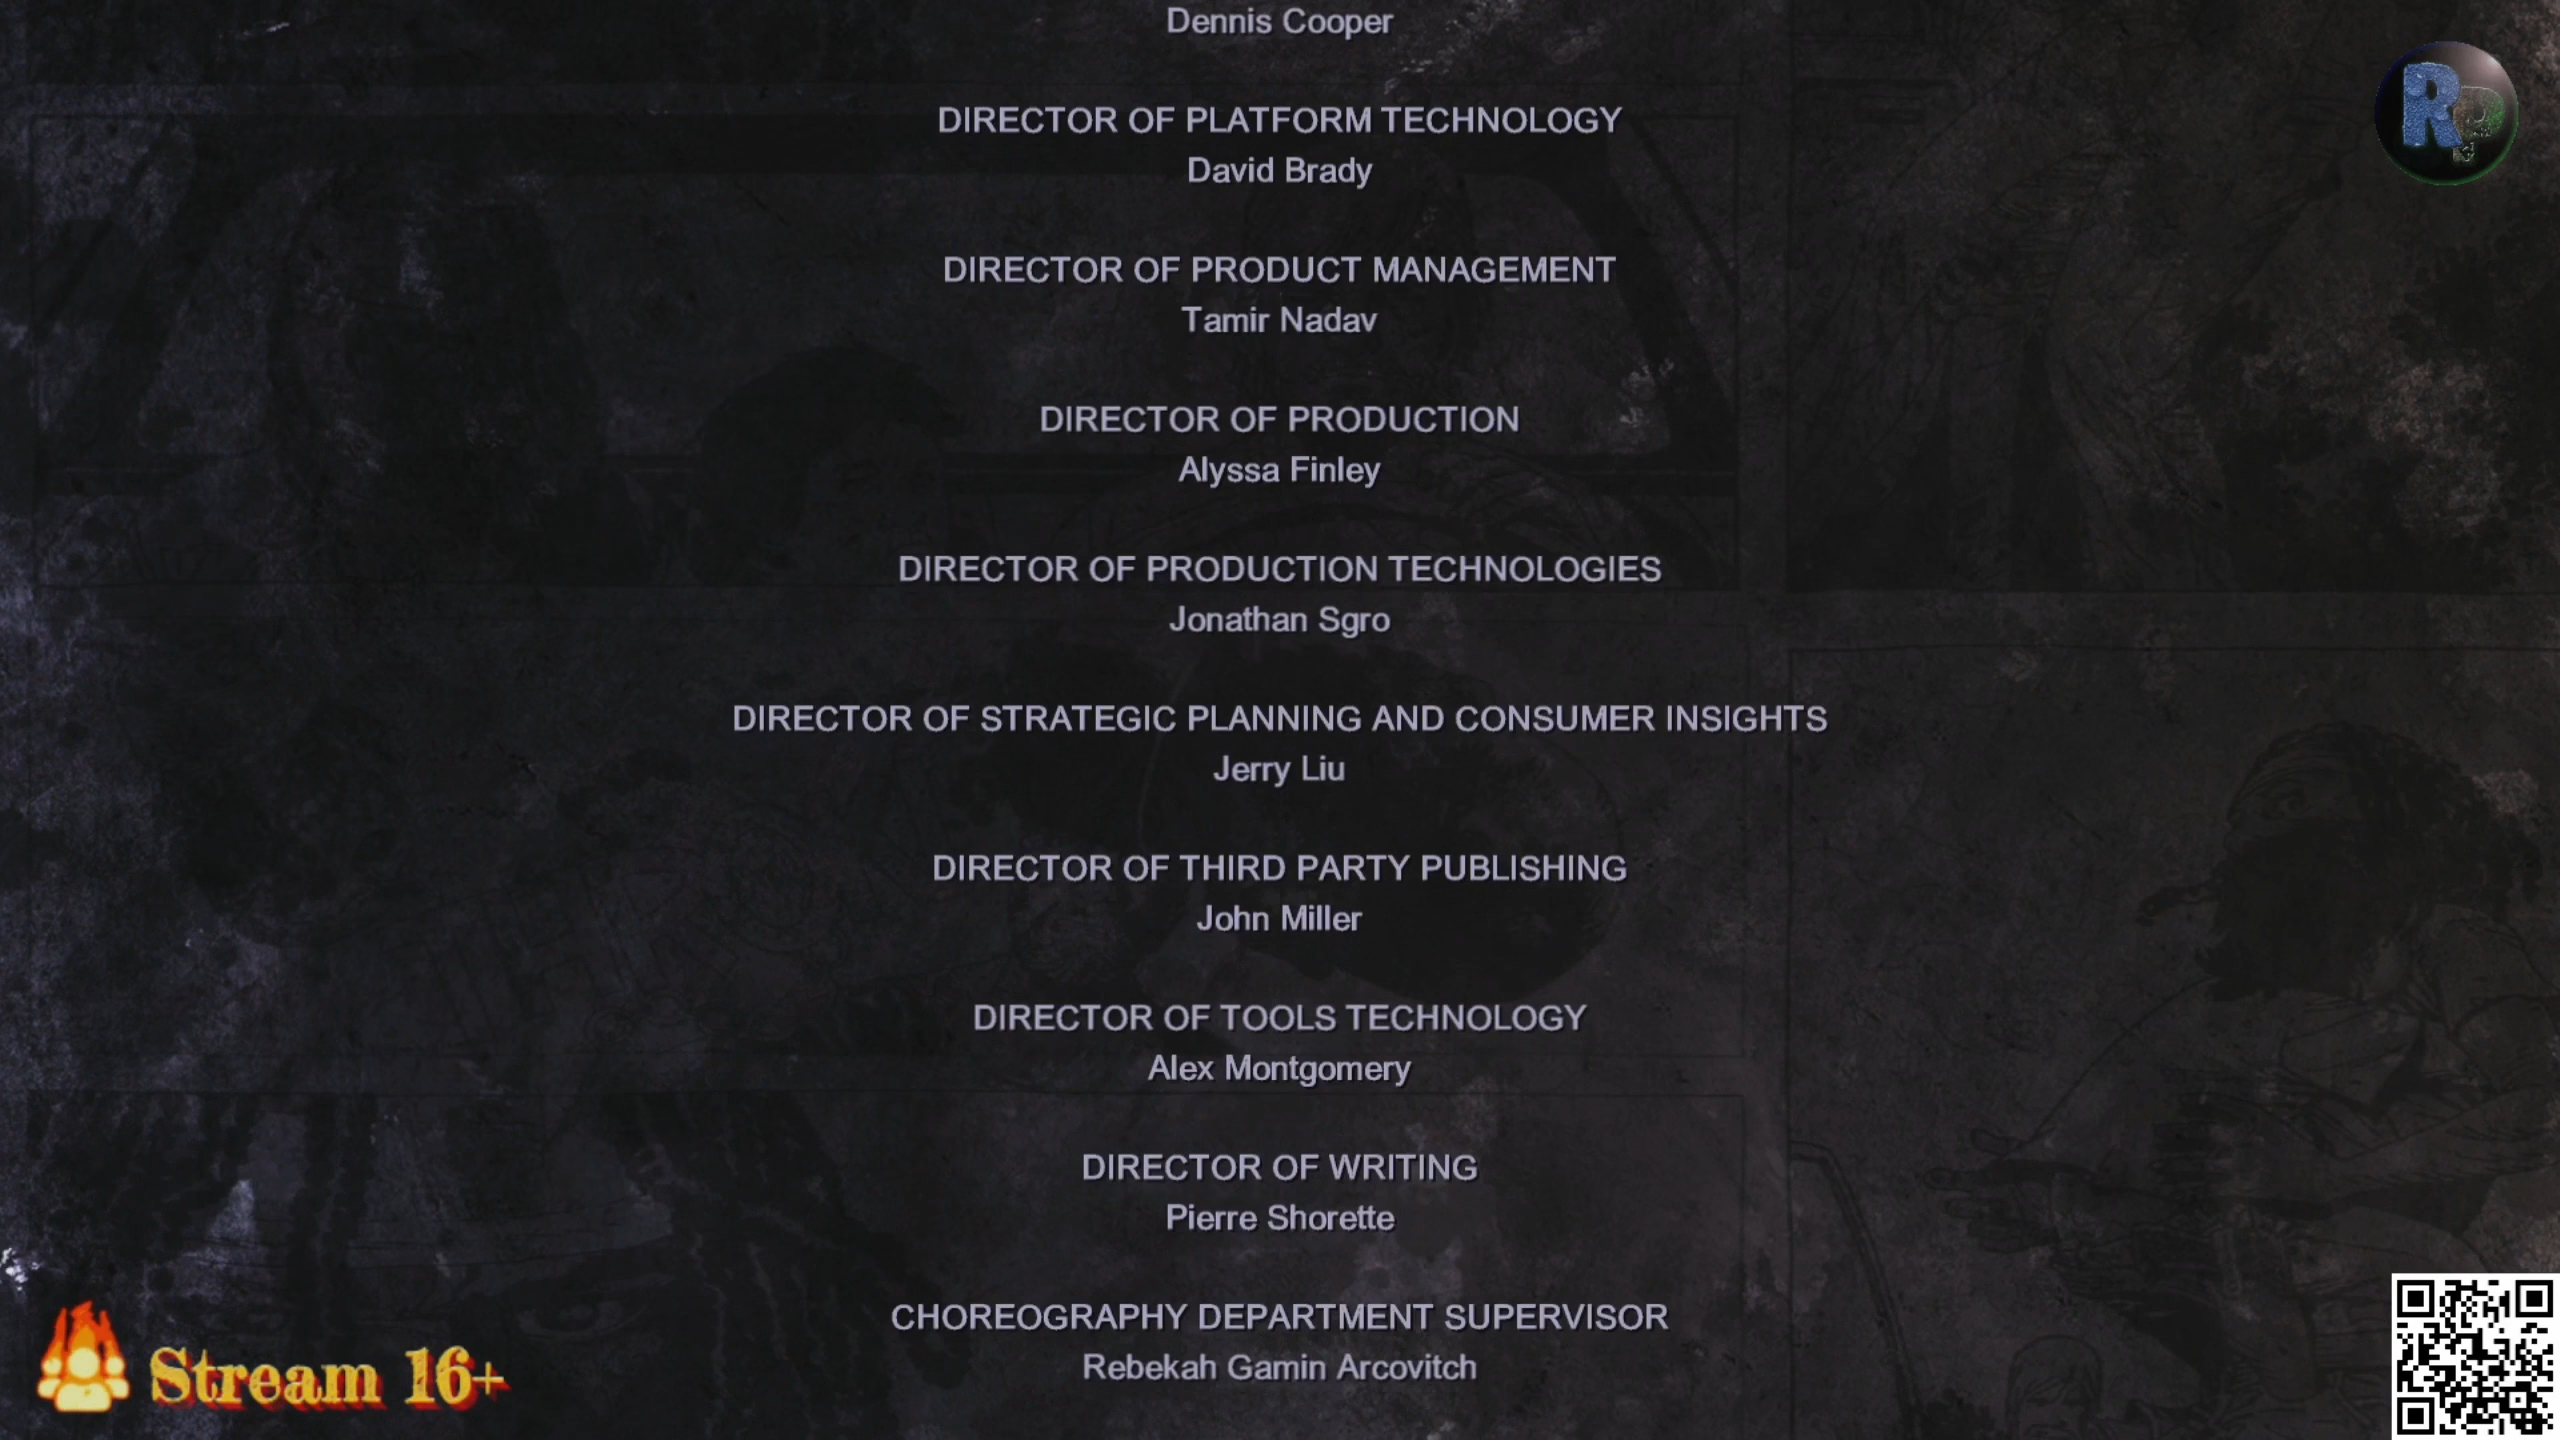 Dennis Cooper
DIRECTOR OF PLATFORM TECHNOLOGY
David Brady
DIRECTOR OF PRODUCT MANAGEMENT
Tamir Nadav
DIRECTOR OF PRODUCTION
Alyssa Finley
DIRECTOR OF PRODUCTION TECHNOLOGIES
Jonathan Sgro
DIRECTOR OF STRATEGIC PLANNING AND CONSUMER INSIGHTS
Jerry Liu
DIRECTOR OF THIRD PARTY PUBLISHING
John Miller
DIRECTOR OF TOOLS TECHNOLOGY
Alex Montgomery
DIRECTOR OF WRITING
Pierre Shorette
CHOREOGRAPHY DEPARTMENT SUPERVISOR
Rebekah Gamin Arcovitch
Stream 16+